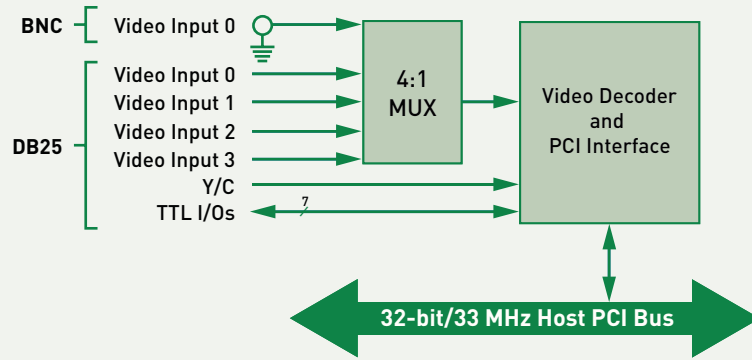 BNC
Video Input 0
DB25
Video Input 0
Video Input 1
Video Input 2
Video Input 3
Y/C
TTL I/Os
7
4:1
MUX
Video Decoder
and
PCI Interface
32-bit/33 MHz Host PCI Bus